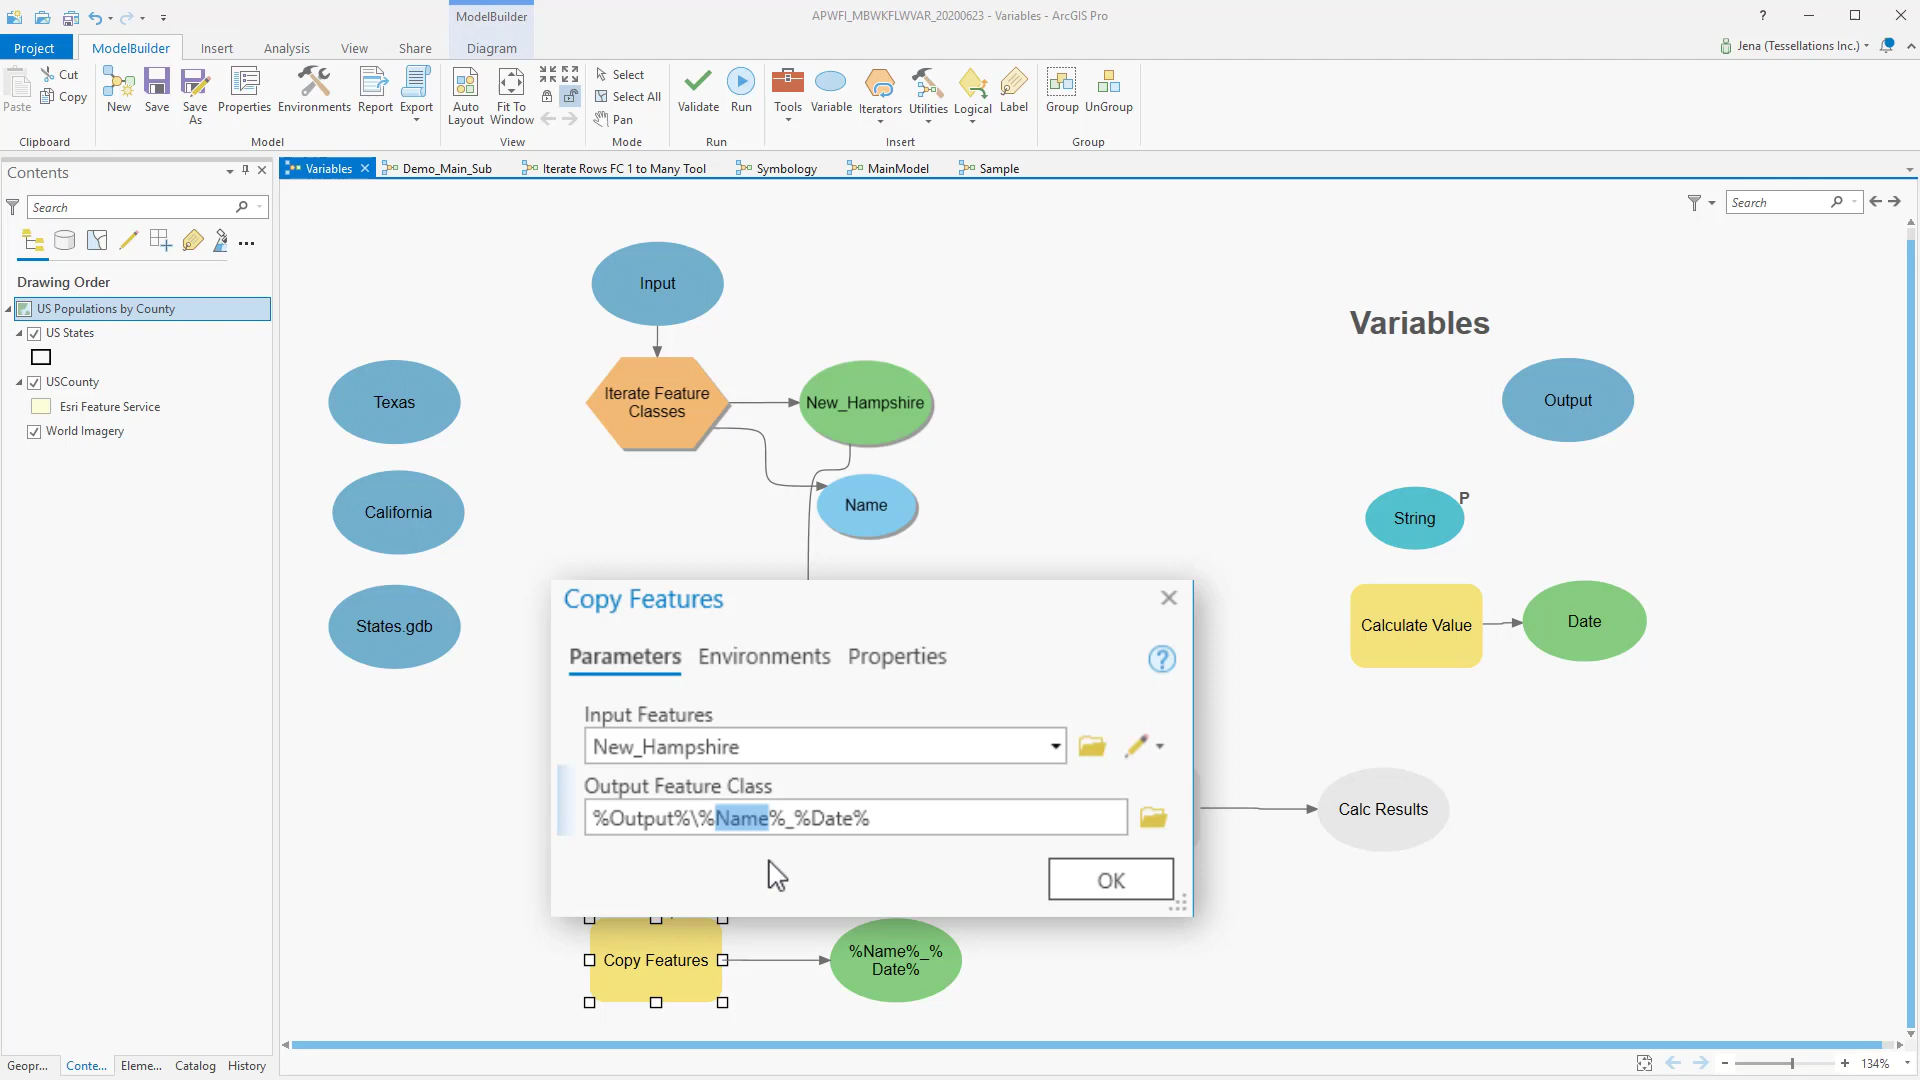 APWFI_MBWKFLWVAR_20200623 - Variables - ArcGIS Pro
?
Jena (Tessellations Inc.)
Project
ModelBuilder
Insert
Analysis
View
Share
ModelBuilder
Diagram
Paste
Cut
Copy
Clipboard
New
Save
Save As
Properties
Environments
Report
Export
Model
Auto Layout
Fit To Window
View
Select
Select All
Pan
Mode
Validate
Run
Run
Tools
Variable
Iterators
Utilities
Logical
Label
Insert
Group
UnGroup
Group
Contents
Search
Drawing Order
US Populations by County
US States
USCounty
Esri Feature Service
World Imagery
Geopr...
Conte...
Eleme...
Catalog
History
Variables
Demo_Main_Sub
Iterate Rows FC 1 to Many Tool
Symbology
MainModel
Sample
Search
Input
Iterate Feature
Classes
New_Hampshire
Name
Texas
California
States.gdb
Variables
Output
String
P
Calculate Value
Date
Calc Results
Copy Features
Parameters
Environments
Properties
?
Input Features
New_Hampshire
Output Feature Class
%Output%\%Name%_%Date%
OK
Copy Features
%Name%_%
Date%
134%